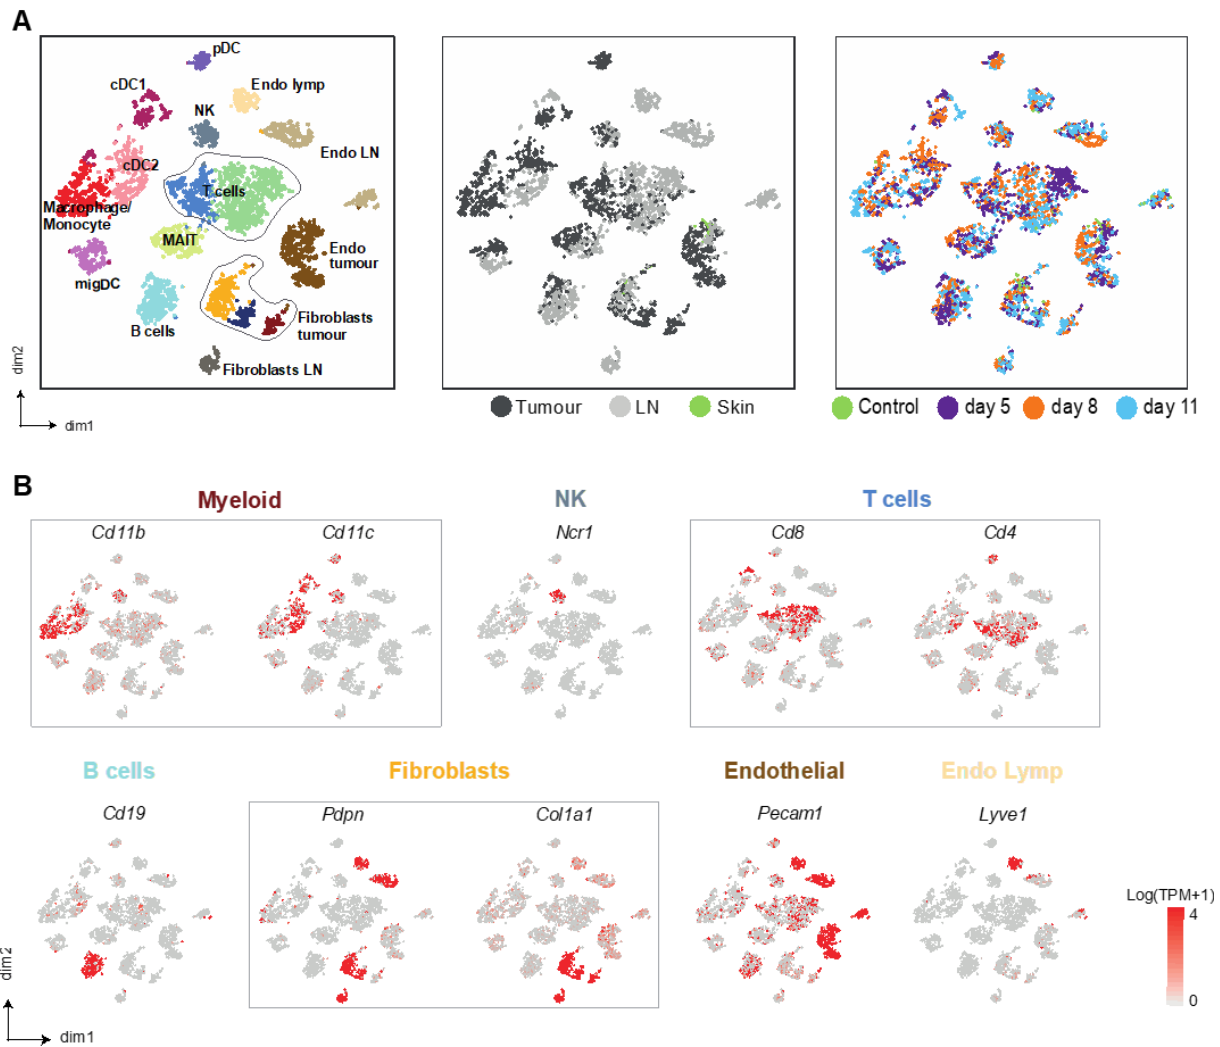 A
pDC
cDC1
Endo lymp
NK
Endo LN
cDC2
T cells
Macrophage/
Monocyte
MAIT
Endo
tumour
migDC
B cells
Fibroblasts
tumour
Fibroblasts LN
dim2
dim1
Tumour
LN
Skin
Control
day 5
day 8
day 11
B
Myeloid
NK
T cells
Cd11b
Cd11c
Ncr1
Cd8
Cd4
B cells
Fibroblasts
Endothelial
Endo Lymp
Cd19
Pdpn
Col1a1
Pecam1
Lyve1
Log(TPM+1)
4
0
dim2
dim1